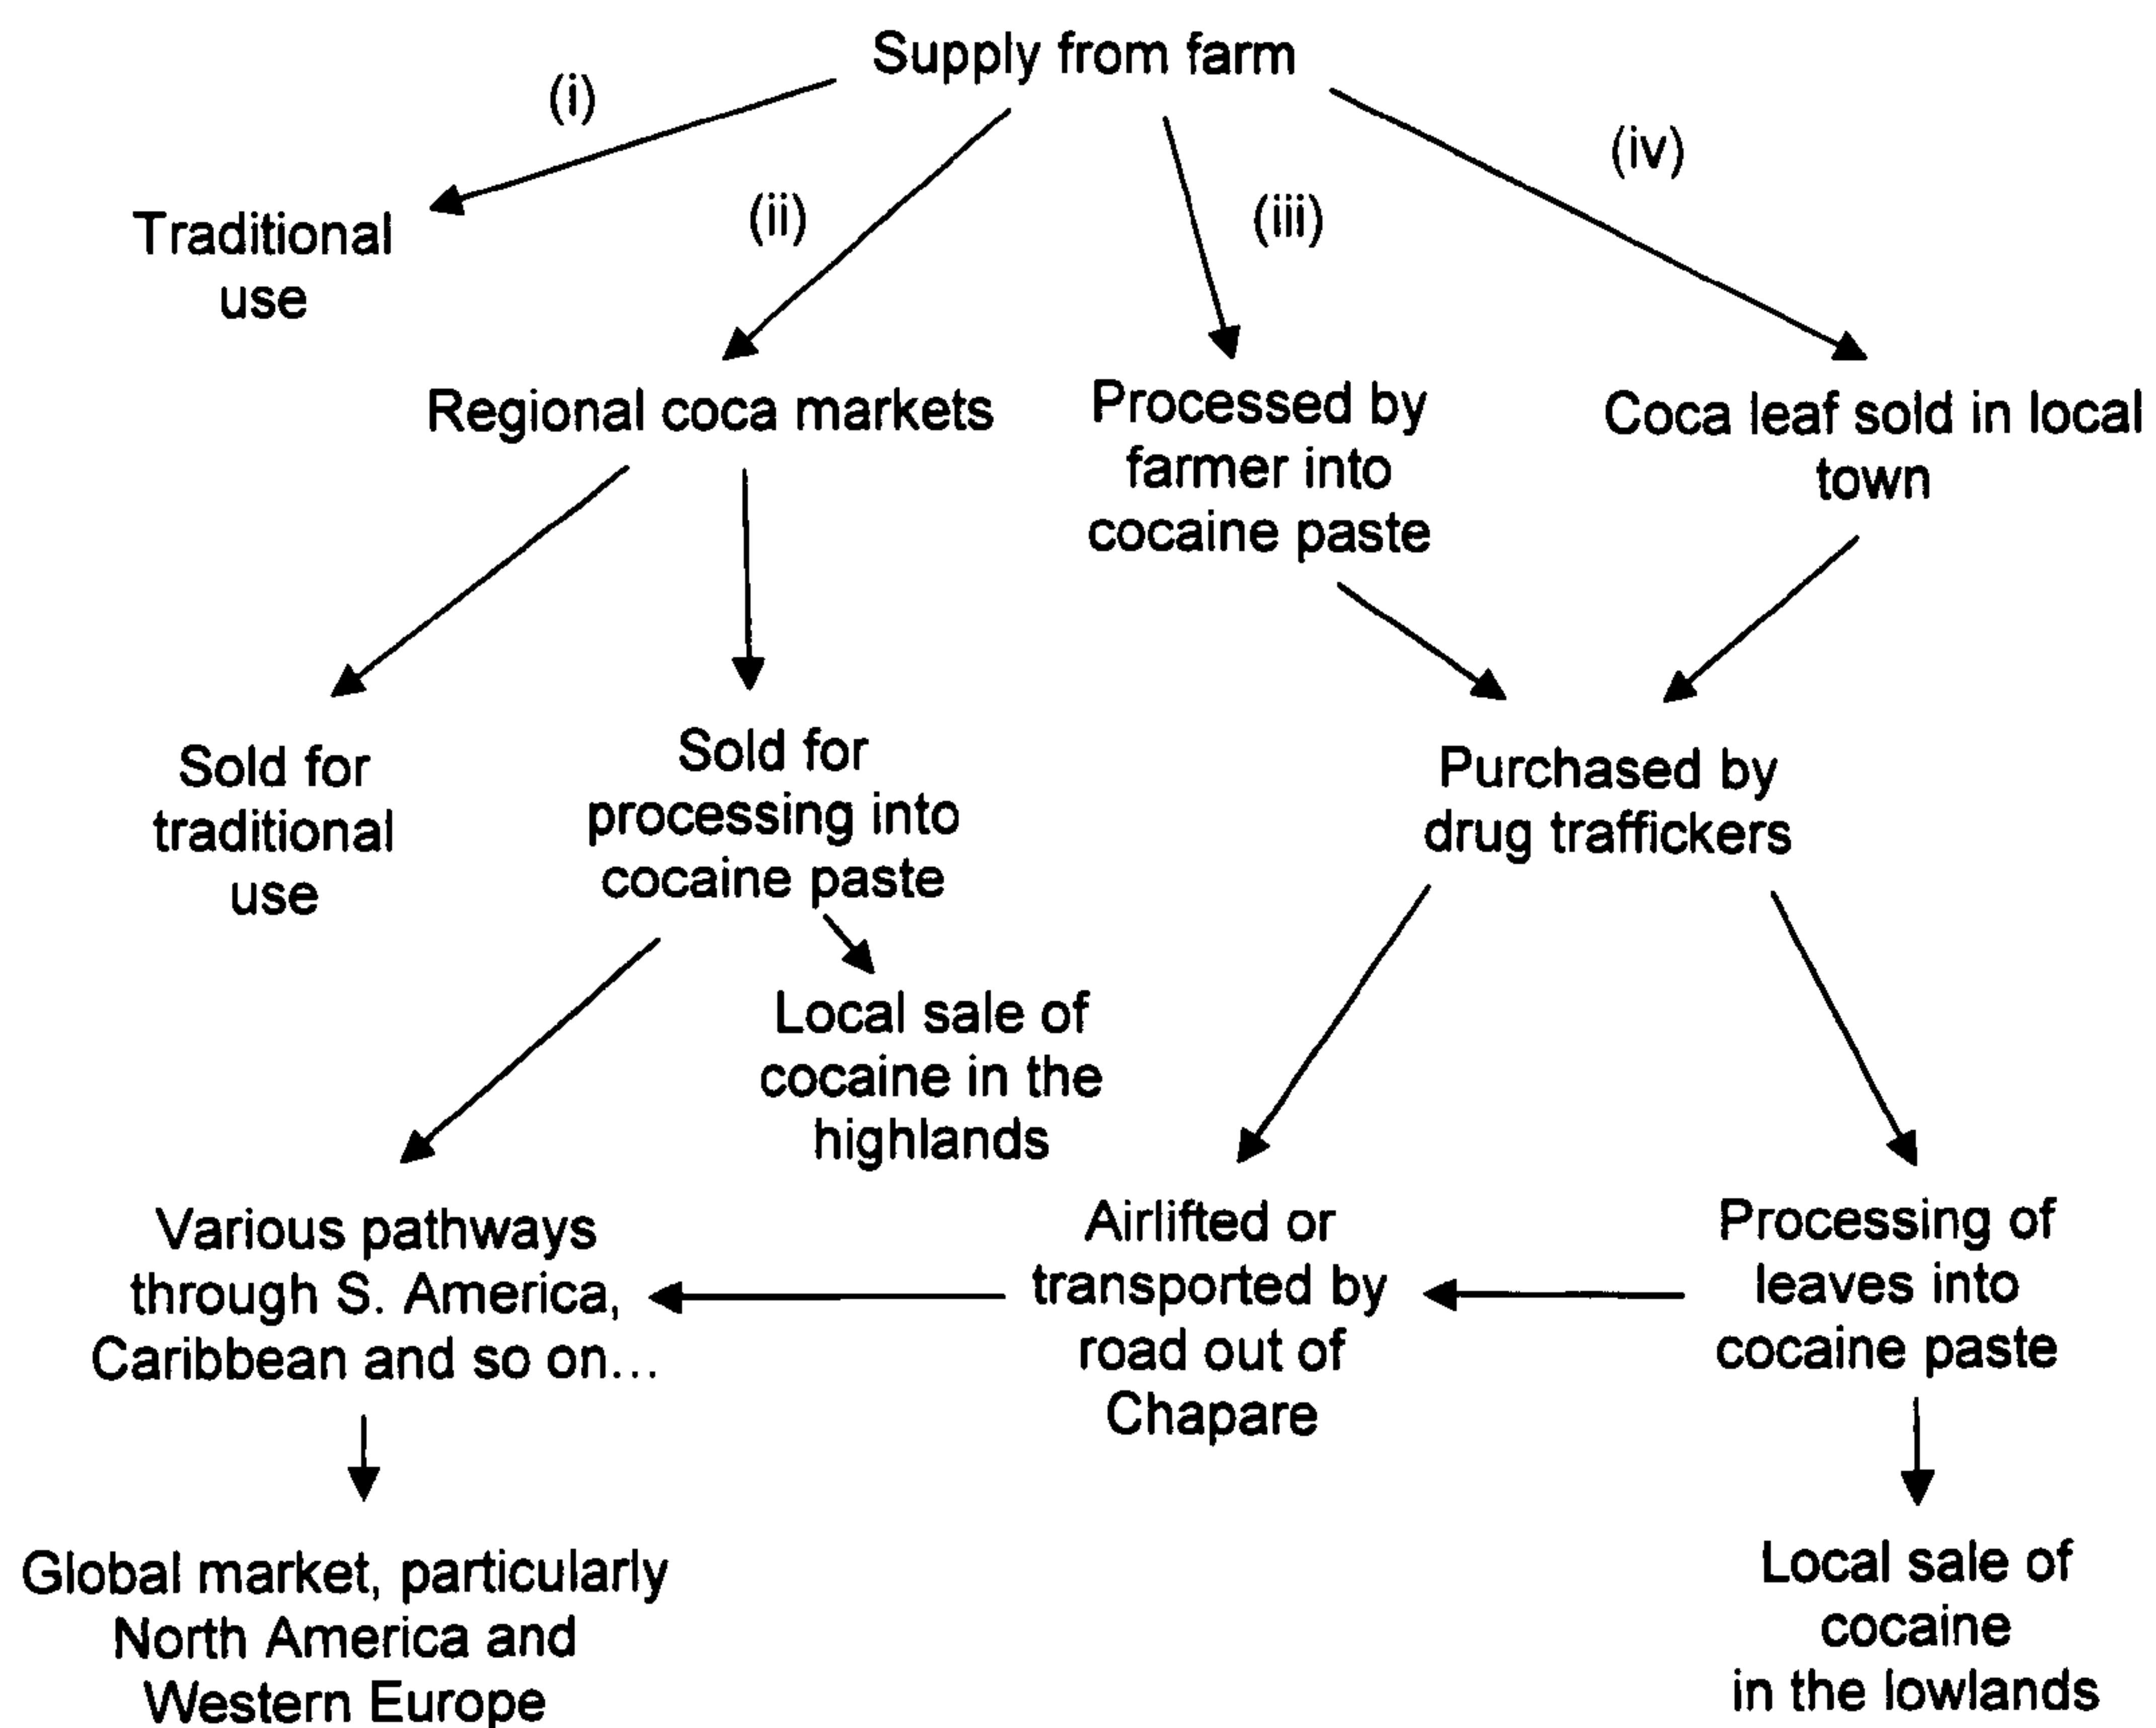 Supply from farm
(i)
(ii)
(iii)
(iv)
Traditional
use
Regional coca markets
Processed by
farmer into
cocaine paste
Coca leaf sold in local
town
Sold for
traditional
use
Sold for
processing into
cocaine paste
Purchased by
drug traffickers
Local sale of
cocaine in the
highlands
Various pathways
through S. America,
Caribbean and so on...
Airlifted or
transported by
road out of
Chapare
Processing of
leaves into
cocaine paste
Global market, particularly
North America and
Western Europe
Local sale of
cocaine
in the lowlands